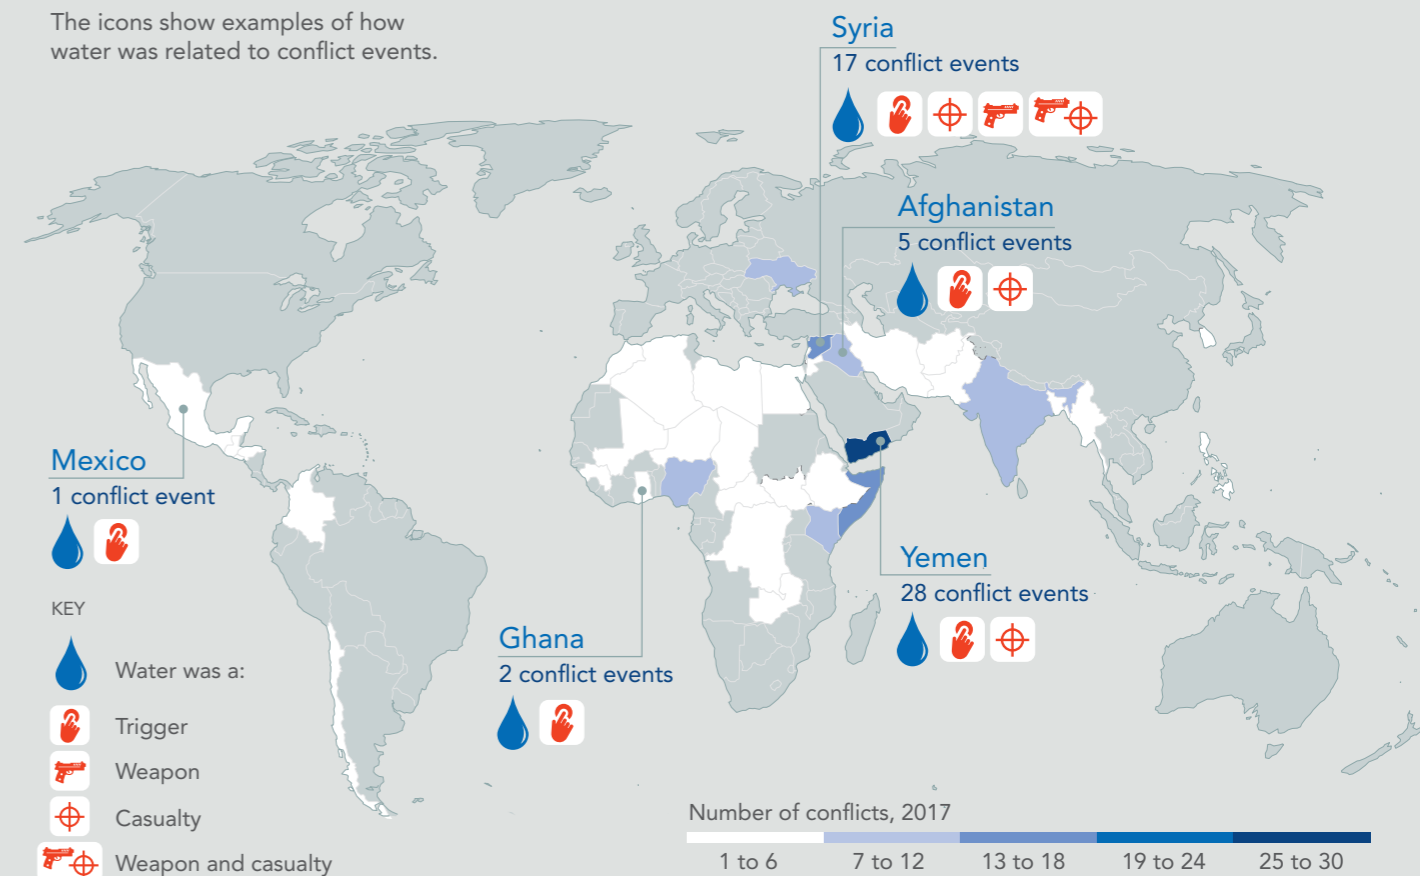 The icons show examples of how
water was related to conflict events.
Syria
17 conflict events
Afghanistan
5 conflict events
Mexico
1 conflict event
Yemen
28 conflict events
Ghana
2 conflict events
KEY
Water was a:
Trigger
Weapon
Casualty
Weapon and casualty
Number of conflicts, 2017
1 to 6
7 to 12
13 to 18
19 to 24
25 to 30